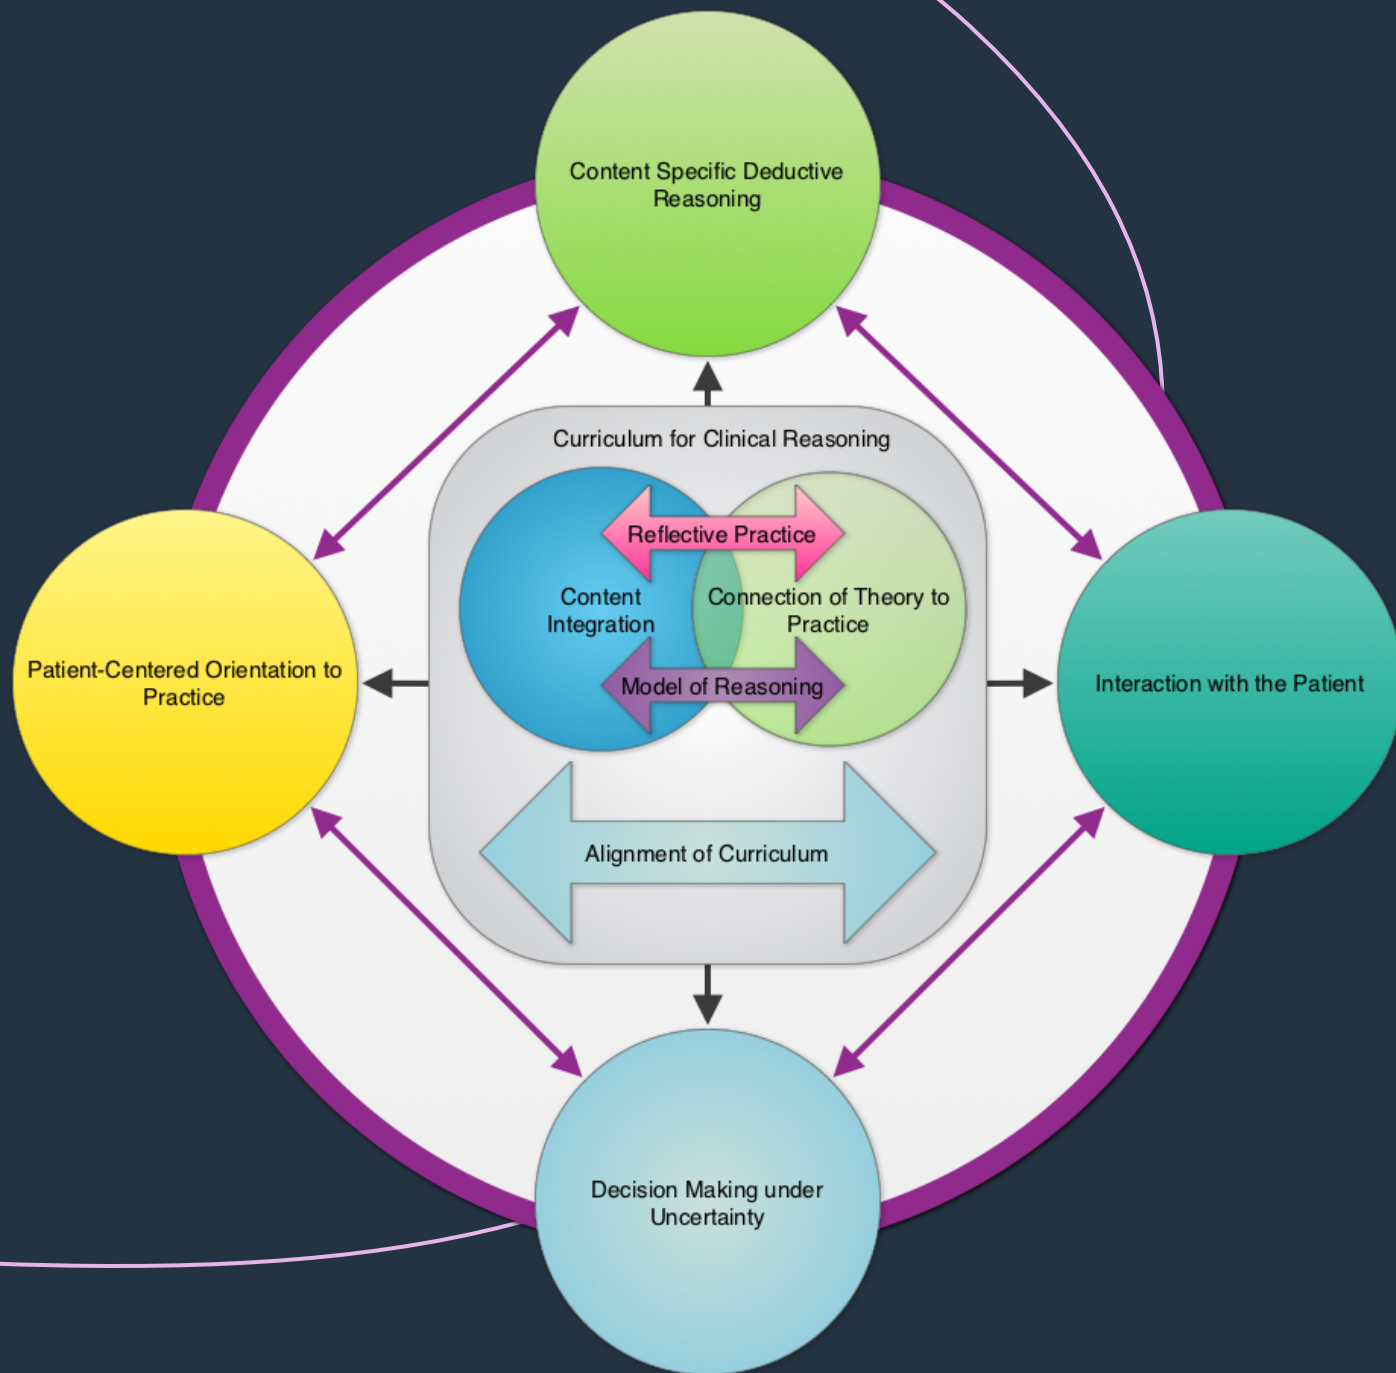 Content Specific Deductive
Reasoning
Curriculum for Clinical Reasoning
Reflective Practice
Content
Integration
Connection of Theory to
Practice
Model of Reasoning
Patient-Centered Orientation to
Practice
Interaction with the Patient
Alignment of Curriculum
Decision Making under
Uncertainty